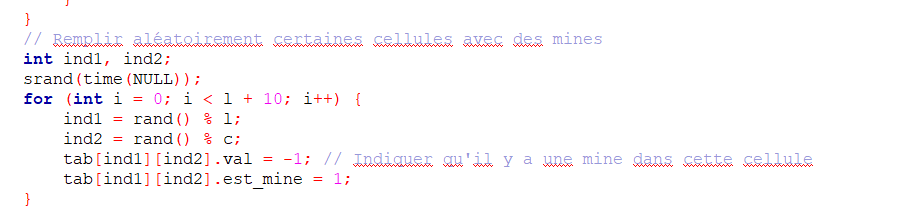 }
}
// Remplir aléatoirement certaines cellules avec des mines
int ind1, ind2;
srand(time(NULL));
for (int i = 0; i < l + 10; i++) {
ind1 = rand() % l;
ind2 = rand() % c;
tab[ind1][ind2].val = -1; // Indiquer qu'il y a une mine dans cette cellule
tab[ind1][ind2].est_mine = 1;
}